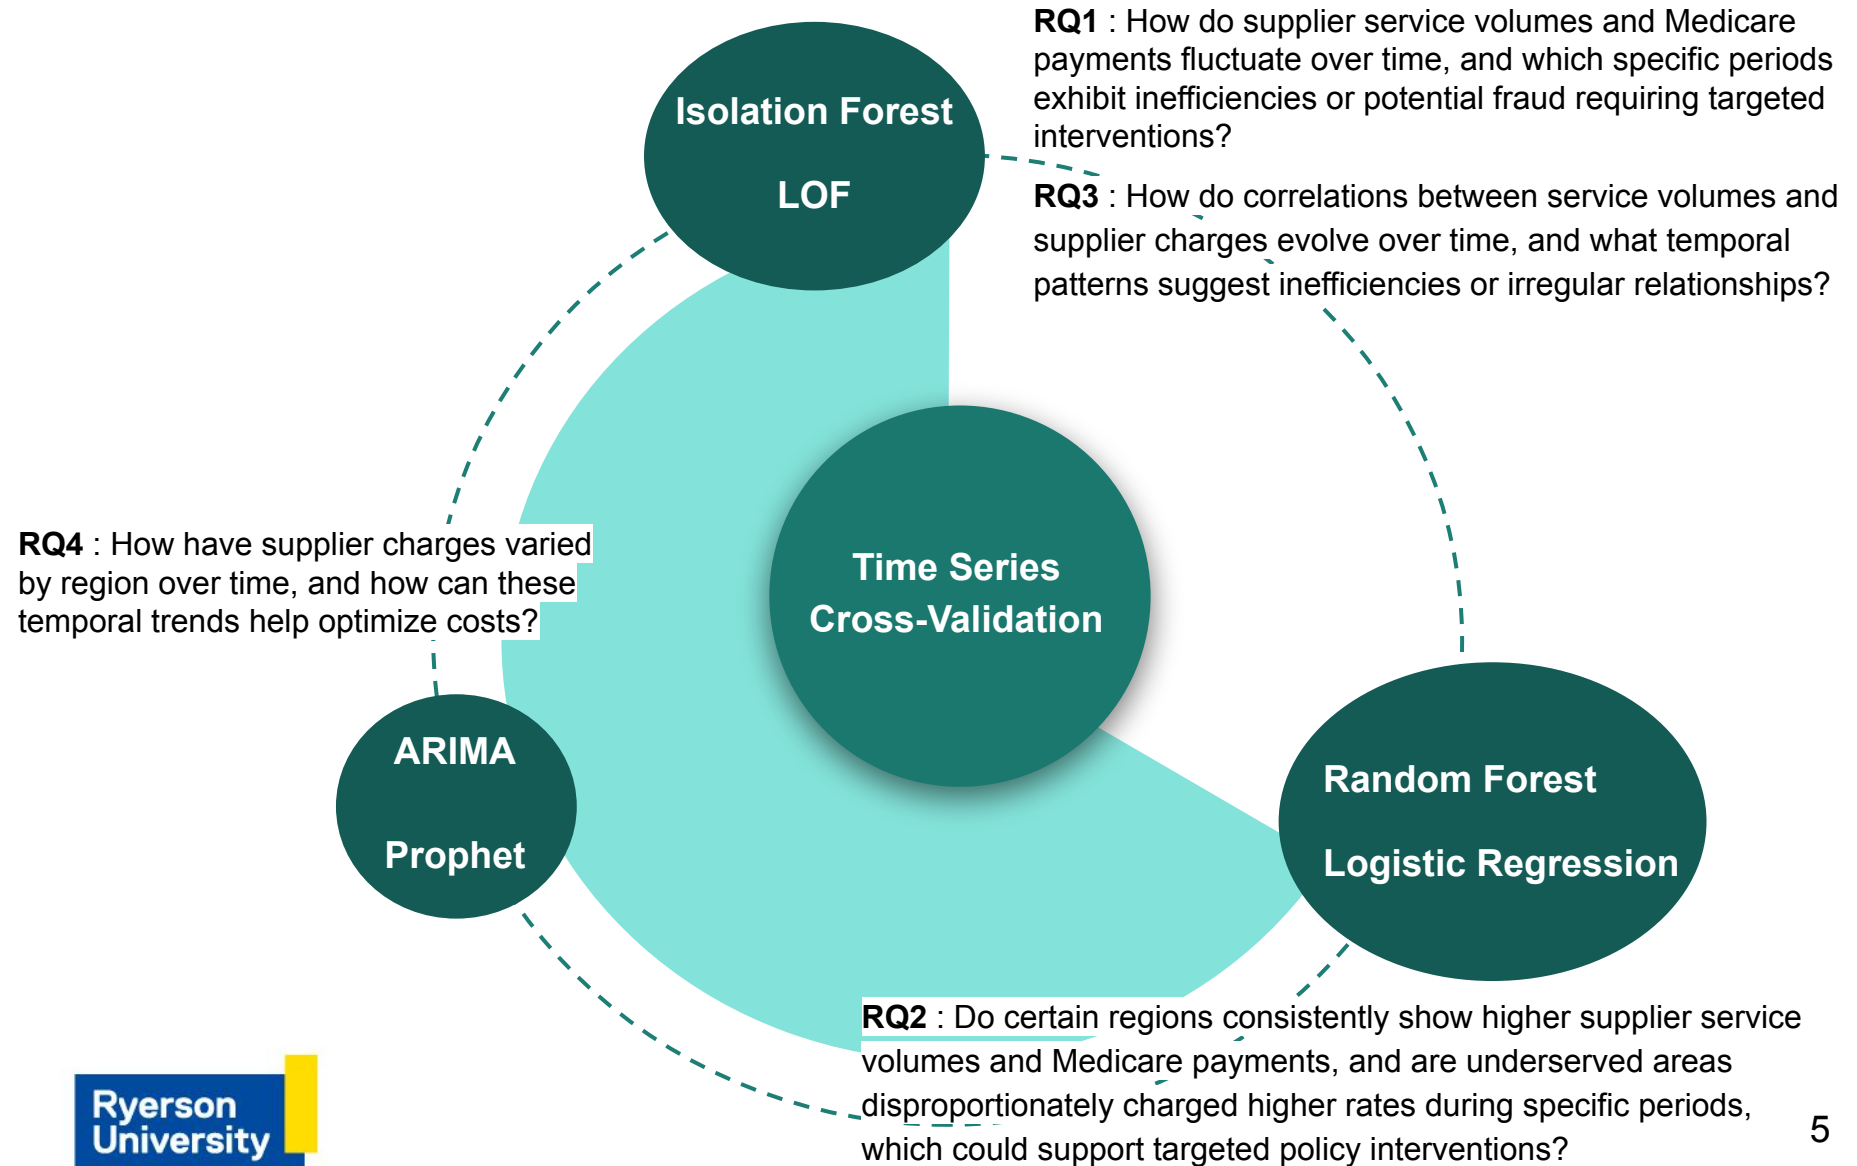 RQ1 : How do supplier service volumes and Medicare
payments fluctuate over time, and which specific periods
exhibit inefficiencies or potential fraud requiring targeted
interventions?
Isolation Forest
LOF
RQ3 : How do correlations between service volumes and
supplier charges evolve over time, and what temporal
patterns suggest inefficiencies or irregular relationships?
RQ4 : How have supplier charges varied
by region over time, and how can these
temporal trends help optimize costs?
Time Series
Cross-Validation
ARIMA
Prophet
Random Forest
Logistic Regression
RQ2 : Do certain regions consistently show higher supplier service
volumes and Medicare payments, and are underserved areas
disproportionately charged higher rates during specific periods,
which could support targeted policy interventions?
Ryerson
University
5